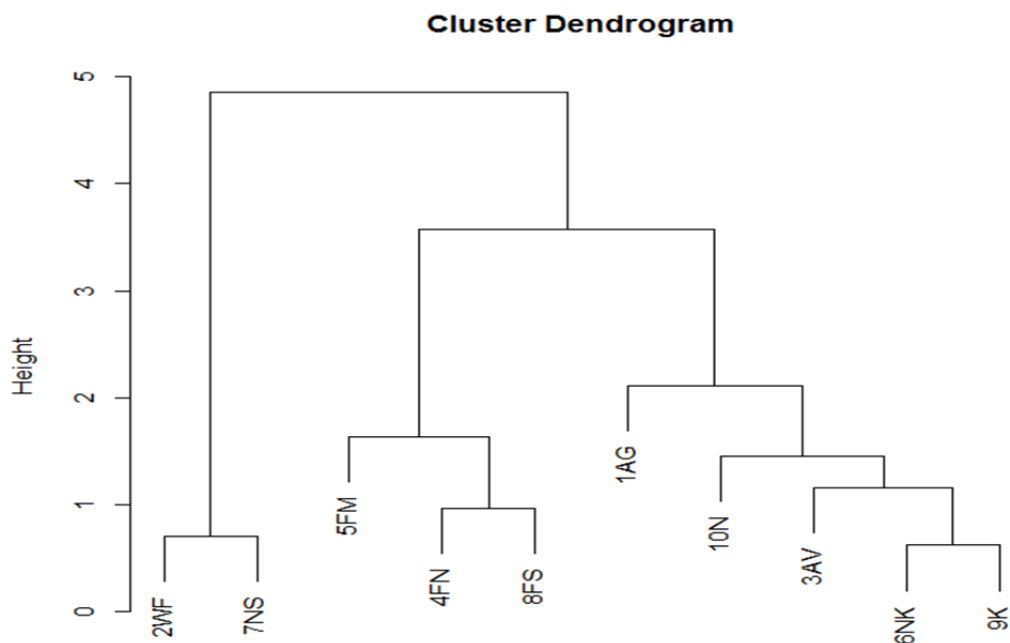 Cluster Dendrogram
Height
5
4
3
2
1
0
2WF
7NS
5FM
4FN
8FS
1AG
10N
3AV
6NK
9K